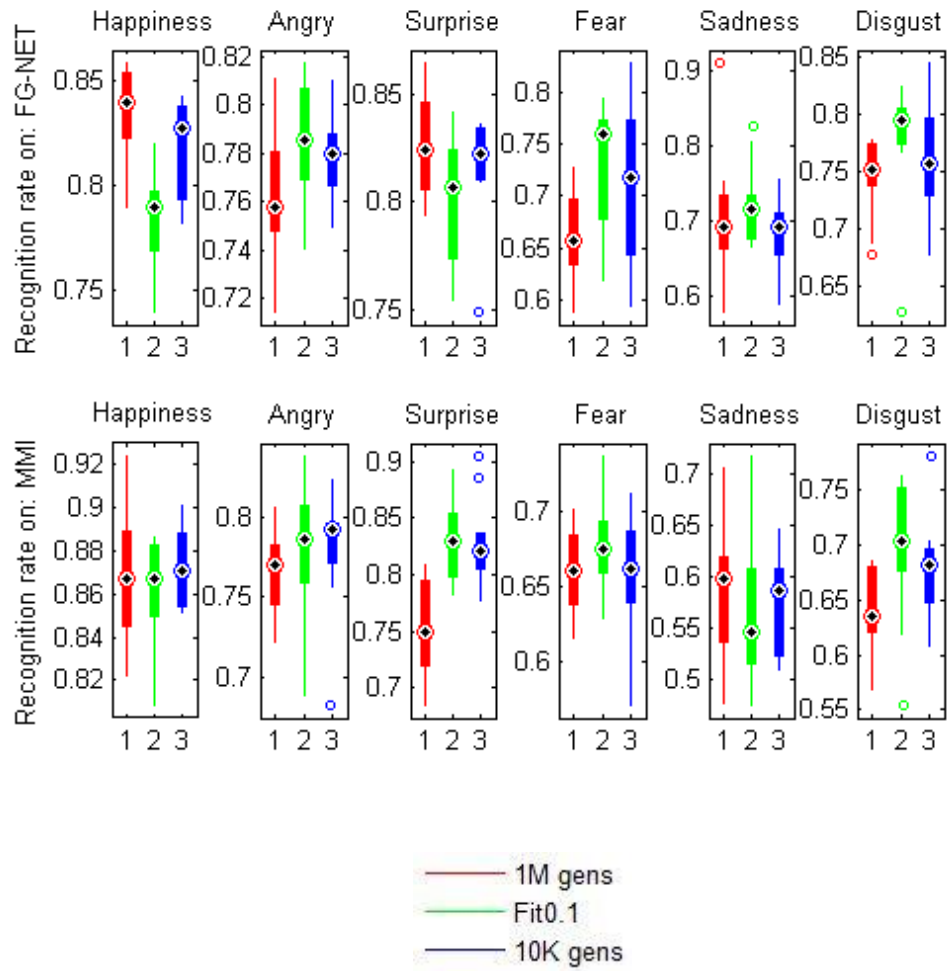 Happiness Angry Surprise Fear Sadness Disgust
Recognition rate on: FG-NET
0.85
0.8
0.75
1 2 3
0.82
0.8
0.78
0.76
0.74
0.72
1 2 3
0.85
0.8
0.75
1 2 3
0.8
0.75
0.7
0.65
0.6
1 2 3
0.9
0.8
0.7
0.6
1 2 3
0.8
0.75
0.7
0.65
1 2 3
Happiness Angry Surprise Fear Sadness Disgust
Recognition rate on: MMI
0.92
0.9
0.88
0.86
0.84
0.82
1 2 3
0.8
0.75
0.7
1 2 3
0.9
0.85
0.8
0.75
0.7
1 2 3
0.7
0.65
0.6
1 2 3
0.7
0.65
0.6
0.55
0.5
1 2 3
0.75
0.7
0.65
0.6
0.55
1 2 3
1M gens
Fit0.1
10K gens